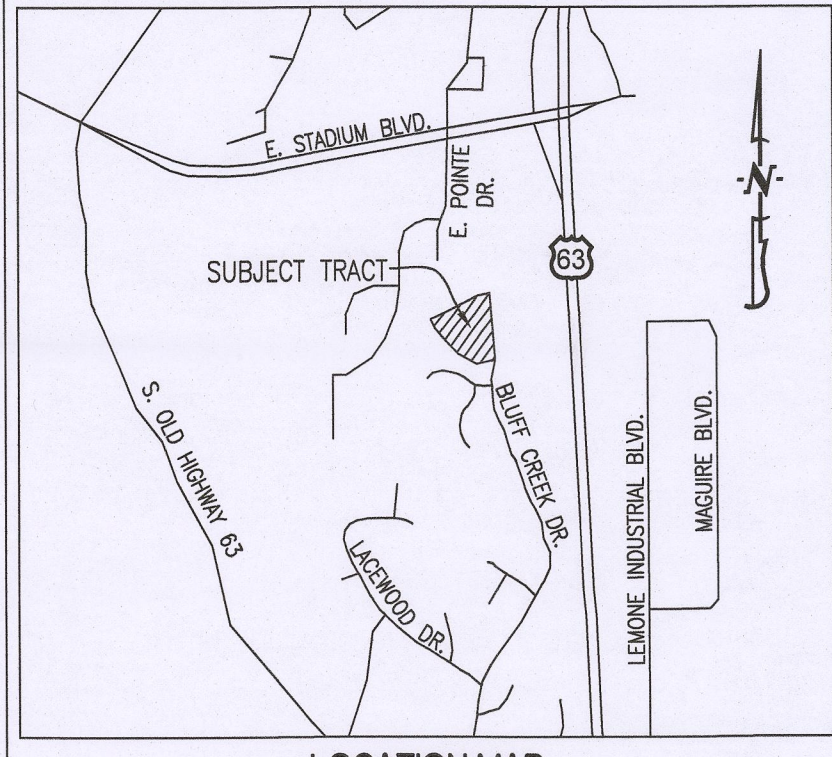 E. STADIUM BLVD.
E. POINTE
DR.
-N-
63
SUBJECT TRACT
S. OLD HIGHWAY 63
BLUFF CREEK DR.
LEMONE INDUSTRIAL BLVD.
MAGUIRE BLVD.
LACEWOOD DR.
LOCATION MAP